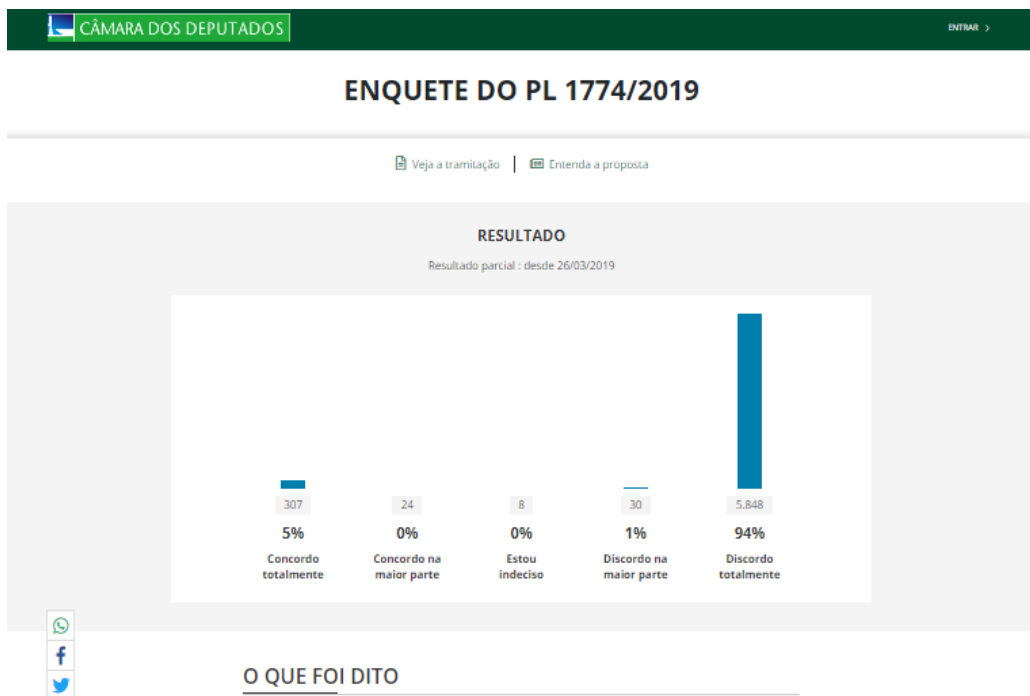 CÂMARA DOS DEPUTADOS
ENTRAR
ENQUETE DO PL 1774/2019
Veja a tramitação
Entenda a proposta
RESULTADO
Resultado parcial : desde 26/03/2019
307 24 8 30 5.848
5% 0% 0% 1% 94%
Concordo totalmente
Concordo na maior parte
Estou indeciso
Discordo na maior parte
Discordo totalmente
O QUE FOI DITO